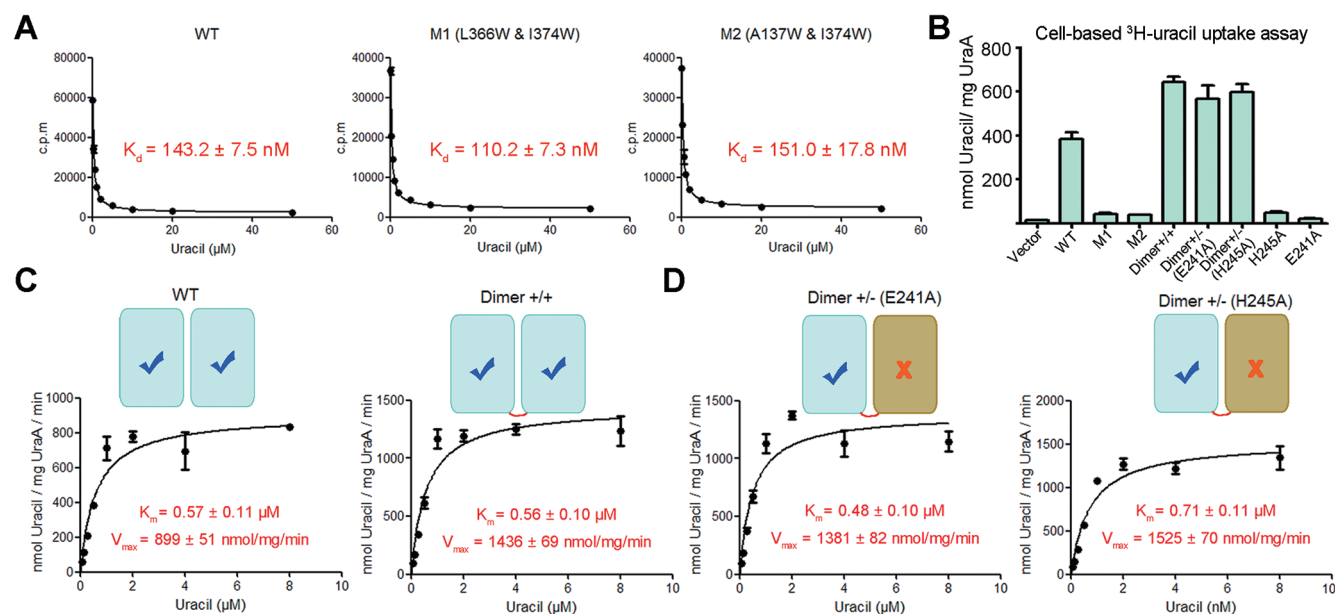 A
WT
c.p.m
80000
60000
40000
20000
0
K_d = 143.2 ± 7.5 nM
0 20 40 60
Uracil (µM)
M1 (L366W & I374W)
c.p.m
40000
30000
20000
10000
0
K_d = 110.2 ± 7.3 nM
0 20 40 60
Uracil (µM)
M2 (A137W & I374W)
c.p.m
40000
30000
20000
10000
0
K_d = 151.0 ± 17.8 nM
0 20 40 60
Uracil (µM)
B
Cell-based ³H-uracil uptake assay
nmol Uracil/ mg UraA
800
600
400
200
Vector
WT
M1
M2
Dimer+/+
Dimer+/-
(E241A)
Dimer+/-
(H245A)
H245A
E241A
C
WT
nmol Uracil / mg UraA / min
1000
800
600
400
200
0
K_m = 0.57 ± 0.11 µM
V_max = 899 ± 51 nmol/mg/min
0 2 4 6 8 10
Uracil (µM)
Dimer +/+
nmol Uracil / mg UraA / min
1500
1000
500
0
K_m = 0.56 ± 0.10 µM
V_max = 1436 ± 69 nmol/mg/min
0 2 4 6 8 10
Uracil (µM)
D
Dimer +/- (E241A)
X
nmol Uracil / mg UraA / min
1500
1000
500
0
K_m = 0.48 ± 0.10 µM
V_max = 1381 ± 82 nmol/mg/min
0 2 4 6 8 10
Uracil (µM)
Dimer +/- (H245A)
X
nmol Uracil / mg UraA / min
2000
1500
1000
500
0
K_m = 0.71 ± 0.11 µM
V_max = 1525 ± 70 nmol/mg/min
0 2 4 6 8 10
Uracil (nM)